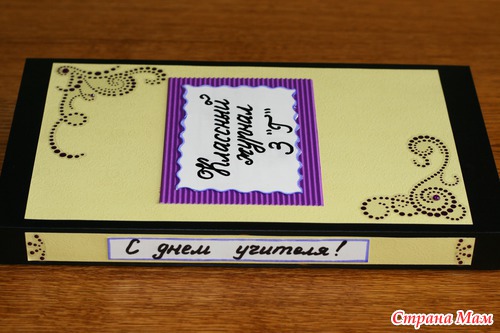 Классный
журнал
3 "Г"
С днем учителя!
Страна Мам